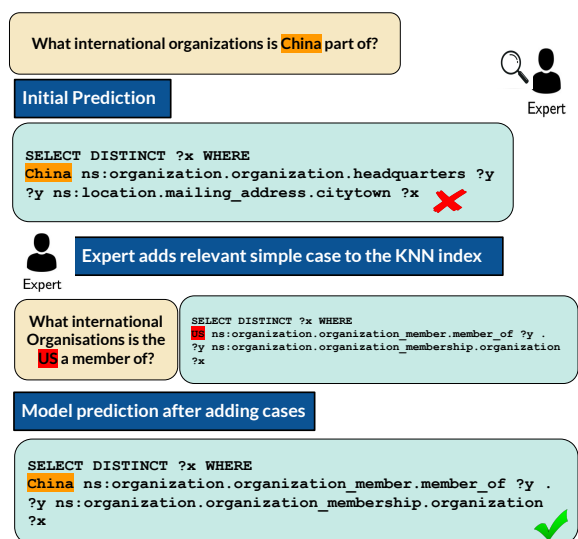 What international organizations is China part of?
Expert
Initial Prediction
SELECT DISTINCT ?x WHERE
China ns:organization.organization.headquarters ?y
?y ns:location.mailing_address.citytown ?x
Expert
Expert adds relevant simple case to the KNN index
What international
Organisations is the
US a member of?
SELECT DISTINCT ?x WHERE
US ns:organization.organization_member.member_of ?y .
?y ns:organization.organization_membership.organization
?x
Model prediction after adding cases
SELECT DISTINCT ?x WHERE
China ns:organization.organization_member.member_of ?y .
?y ns:organization.organization_membership.organization
?x